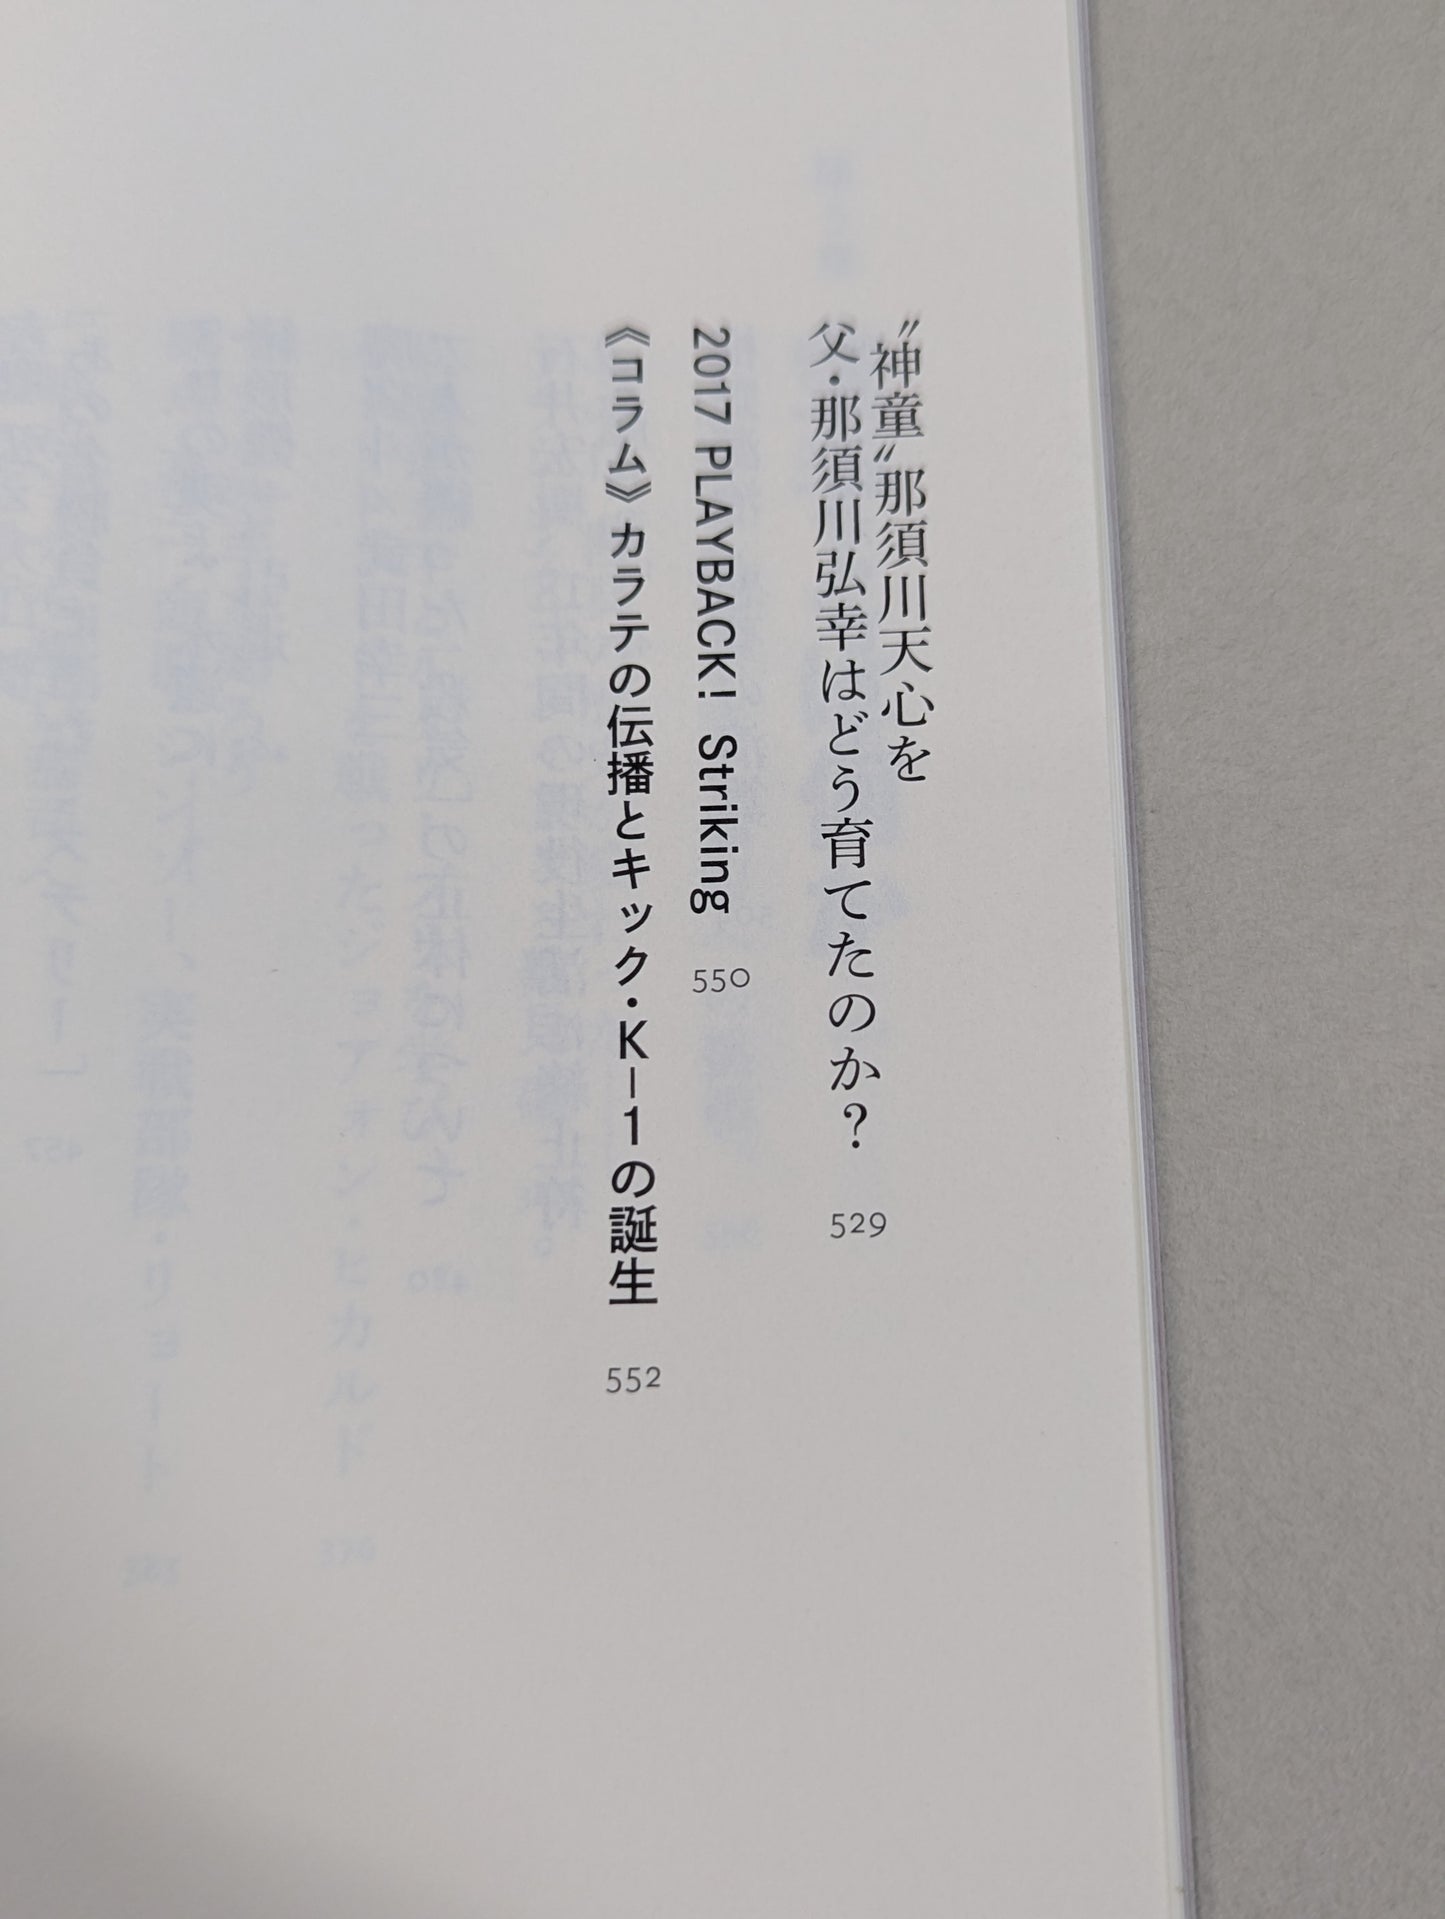 〝神童〟那須川天心を
父・那須川弘幸はどう育てたのか？ 529
2017 PLAYBACK! Striking 550
《コラム》カラテの伝播とキック・K-1の誕生 552